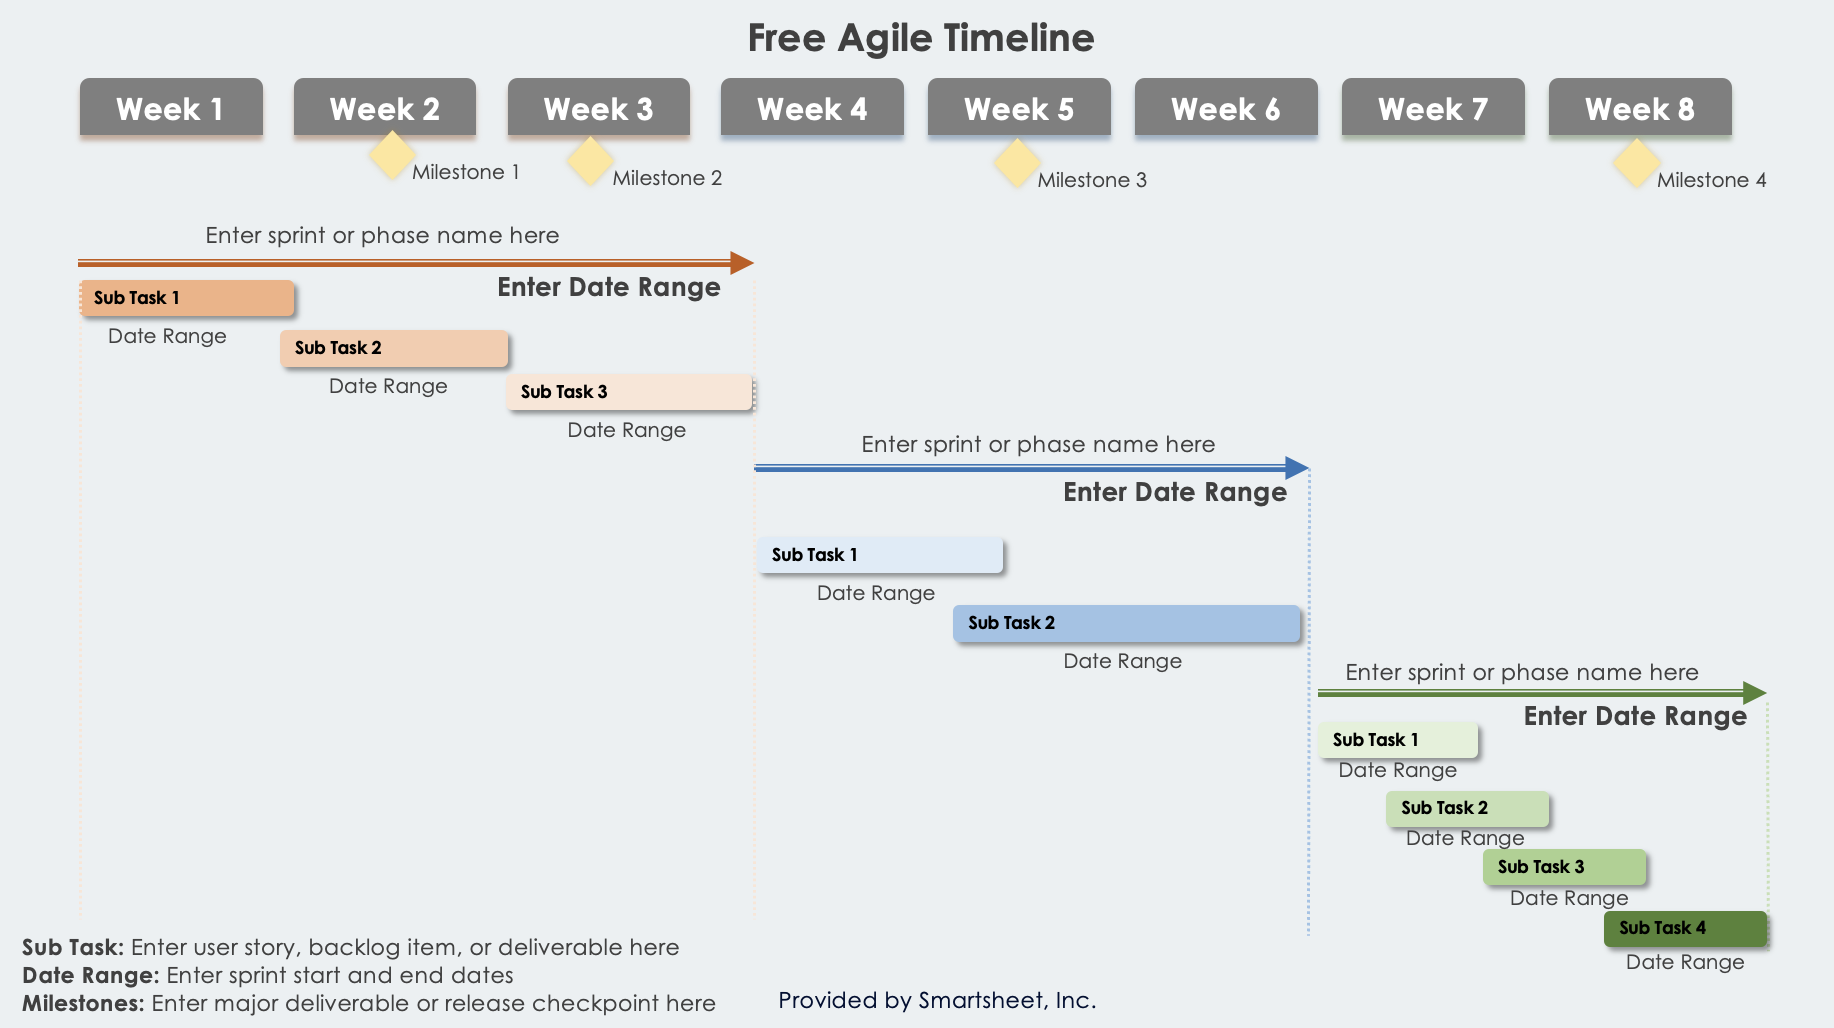 Free Agile Timeline
Week 1 Week 2 Week 3 Week 4 Week 5 Week 6 Week 7 Week 8
Milestone 1 Milestone 2 Milestone 3 Milestone 4
Enter sprint or phase name here
Enter Date Range
Sub Task 1
Date Range
Sub Task 2
Date Range
Sub Task 3
Date Range
Enter sprint or phase name here
Enter Date Range
Sub Task 1
Date Range
Sub Task 2
Date Range
Enter sprint or phase name here
Enter Date Range
Sub Task 1
Date Range
Sub Task 2
Date Range
Sub Task 3
Date Range
Sub Task 4
Date Range
Sub Task: Enter user story, backlog item, or deliverable here
Date Range: Enter sprint start and end dates
Milestones: Enter major deliverable or release checkpoint here
Provided by Smartsheet, Inc.